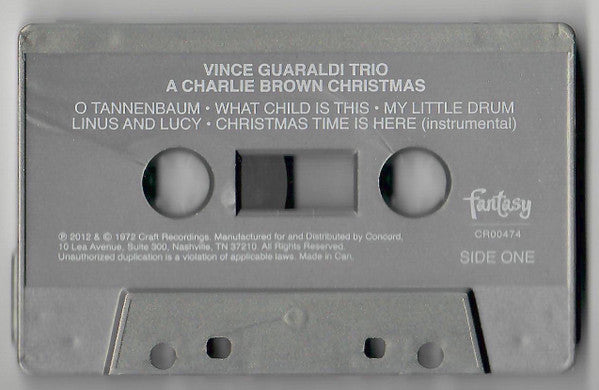 VINCE GUARALDI TRIO
A CHARLIE BROWN CHRISTMAS
O TANNENBAUM • WHAT CHILD IS THIS • MY LITTLE DRUM
LINUS AND LUCY • CHRISTMAS TIME IS HERE (instrumental)
fantasy
CR00474
SIDE ONE
℗ 2012 & © 1972 Craft Recordings. Manufactured for and Distributed by Concord,
10 Lea Avenue, Suite 300, Nashville, TN 37210. All Rights Reserved.
Unauthorized duplication is a violation of applicable laws. Made in Can.